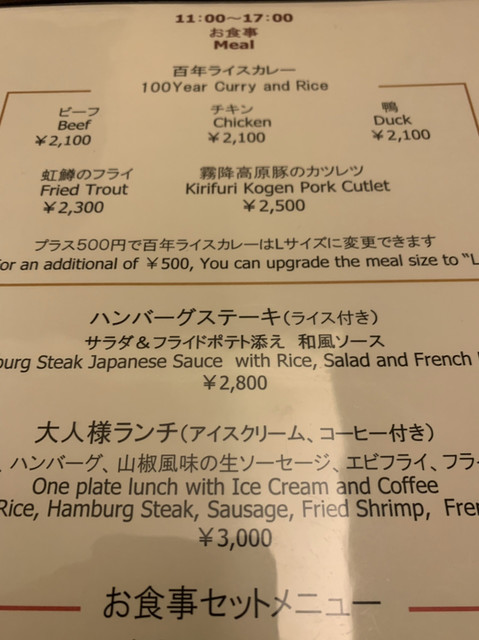 11:00～17:00
お食事
Meal
百年ライスカレー
100Year Curry and Rice
ビーフ チキン 鴨
Beef Chicken Duck
¥2,100 ¥2,100 ¥2,100
虹鱒のフライ 霧降高原豚のカツレツ
Fried Trout Kirifuri Kogen Pork Cutlet
¥2,300 ¥2,500
プラス500円で百年ライスカレーはLサイズに変更できます
or an additional of ¥500, You can upgrade the meal size to "L
ハンバーグステーキ(ライス付き)
サラダ＆フライドポテト添え 和風ソース
burg Steak Japanese Sauce with Rice, Salad and French
¥2,800
大人様ランチ(アイスクリーム、コーヒー付き)
、ハンバーグ、山椒風味の生ソーセージ、エビフライ、フラ
One plate lunch with Ice Cream and Coffee
Rice, Hamburg Steak, Sausage, Fried Shrimp, Fre
¥3,000
お食事セットメニュー